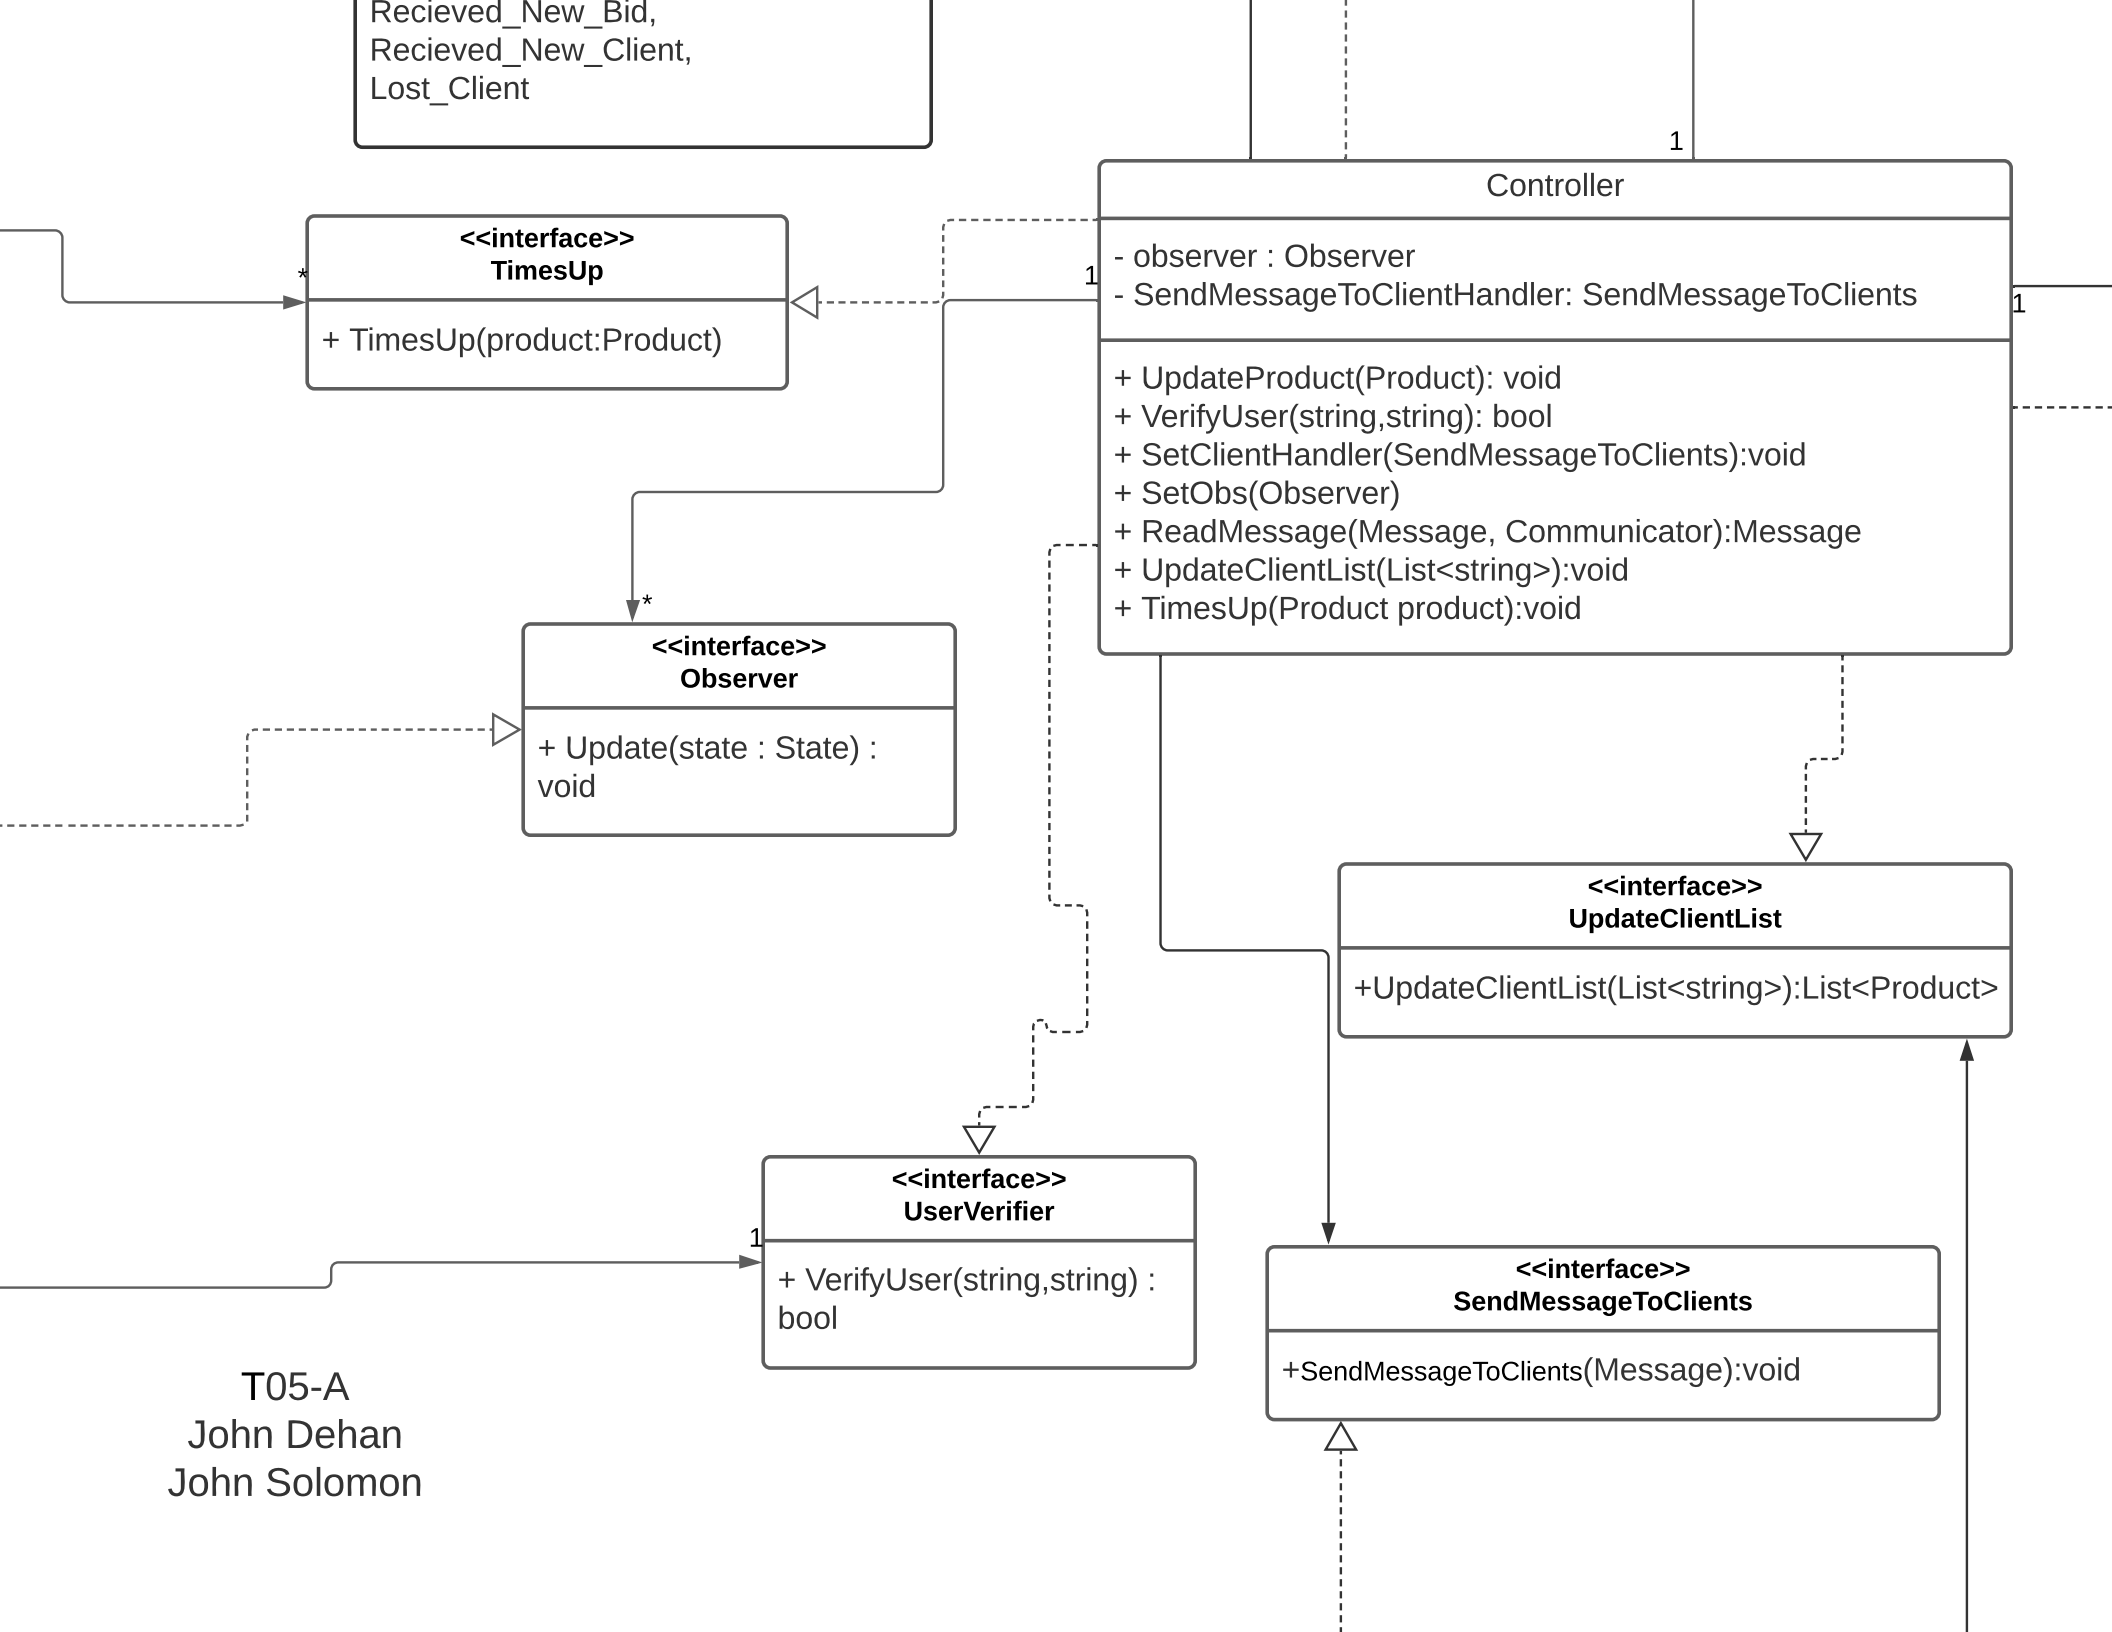 Recieved_New_Bid,
Recieved_New_Client,
Lost_Client
1
Controller
- observer : Observer
- SendMessageToClientHandler: SendMessageToClients
+ UpdateProduct(Product): void
+ VerifyUser(string,string): bool
+ SetClientHandler(SendMessageToClients):void
+ SetObs(Observer)
+ ReadMessage(Message, Communicator):Message
+ UpdateClientList(List<string>):void
+ TimesUp(Product product):void
1
1
*
<<interface>>
TimesUp
+ TimesUp(product:Product)
*
<<interface>>
Observer
+ Update(state : State) :
void
<<interface>>
UpdateClientList
+UpdateClientList(List<string>):List<Product>
1
<<interface>>
UserVerifier
+ VerifyUser(string,string) :
bool
<<interface>>
SendMessageToClients
+SendMessageToClients(Message):void
T05-A
John Dehan
John Solomon